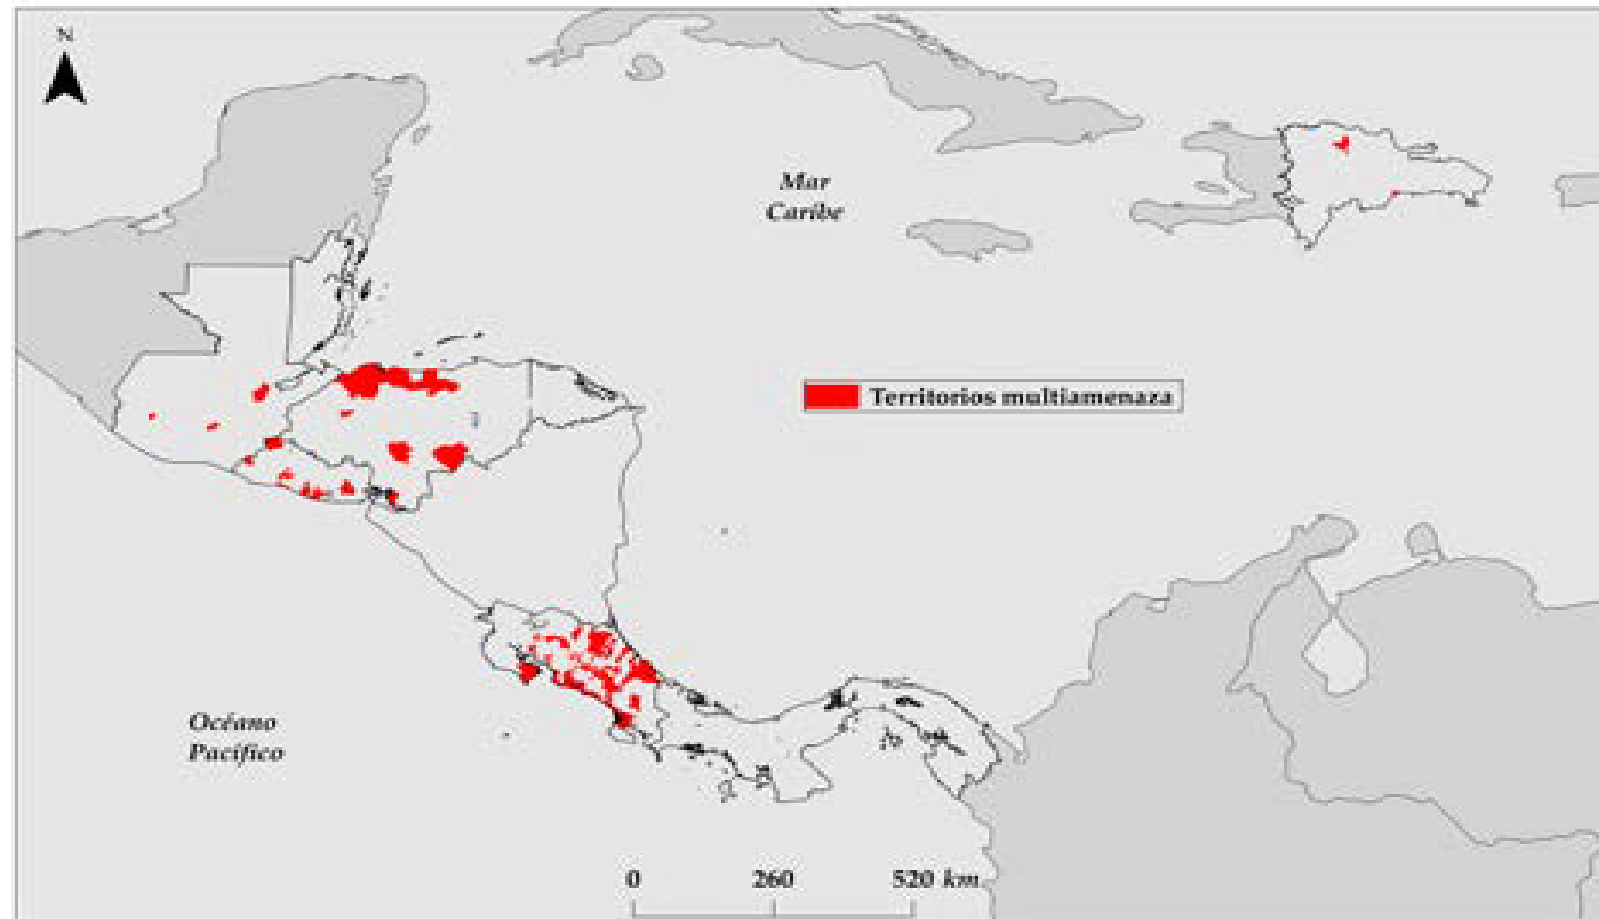 N
Mar
Caribe
Territorios multiamenaza
Océano
Pacífico
0 260 520 km